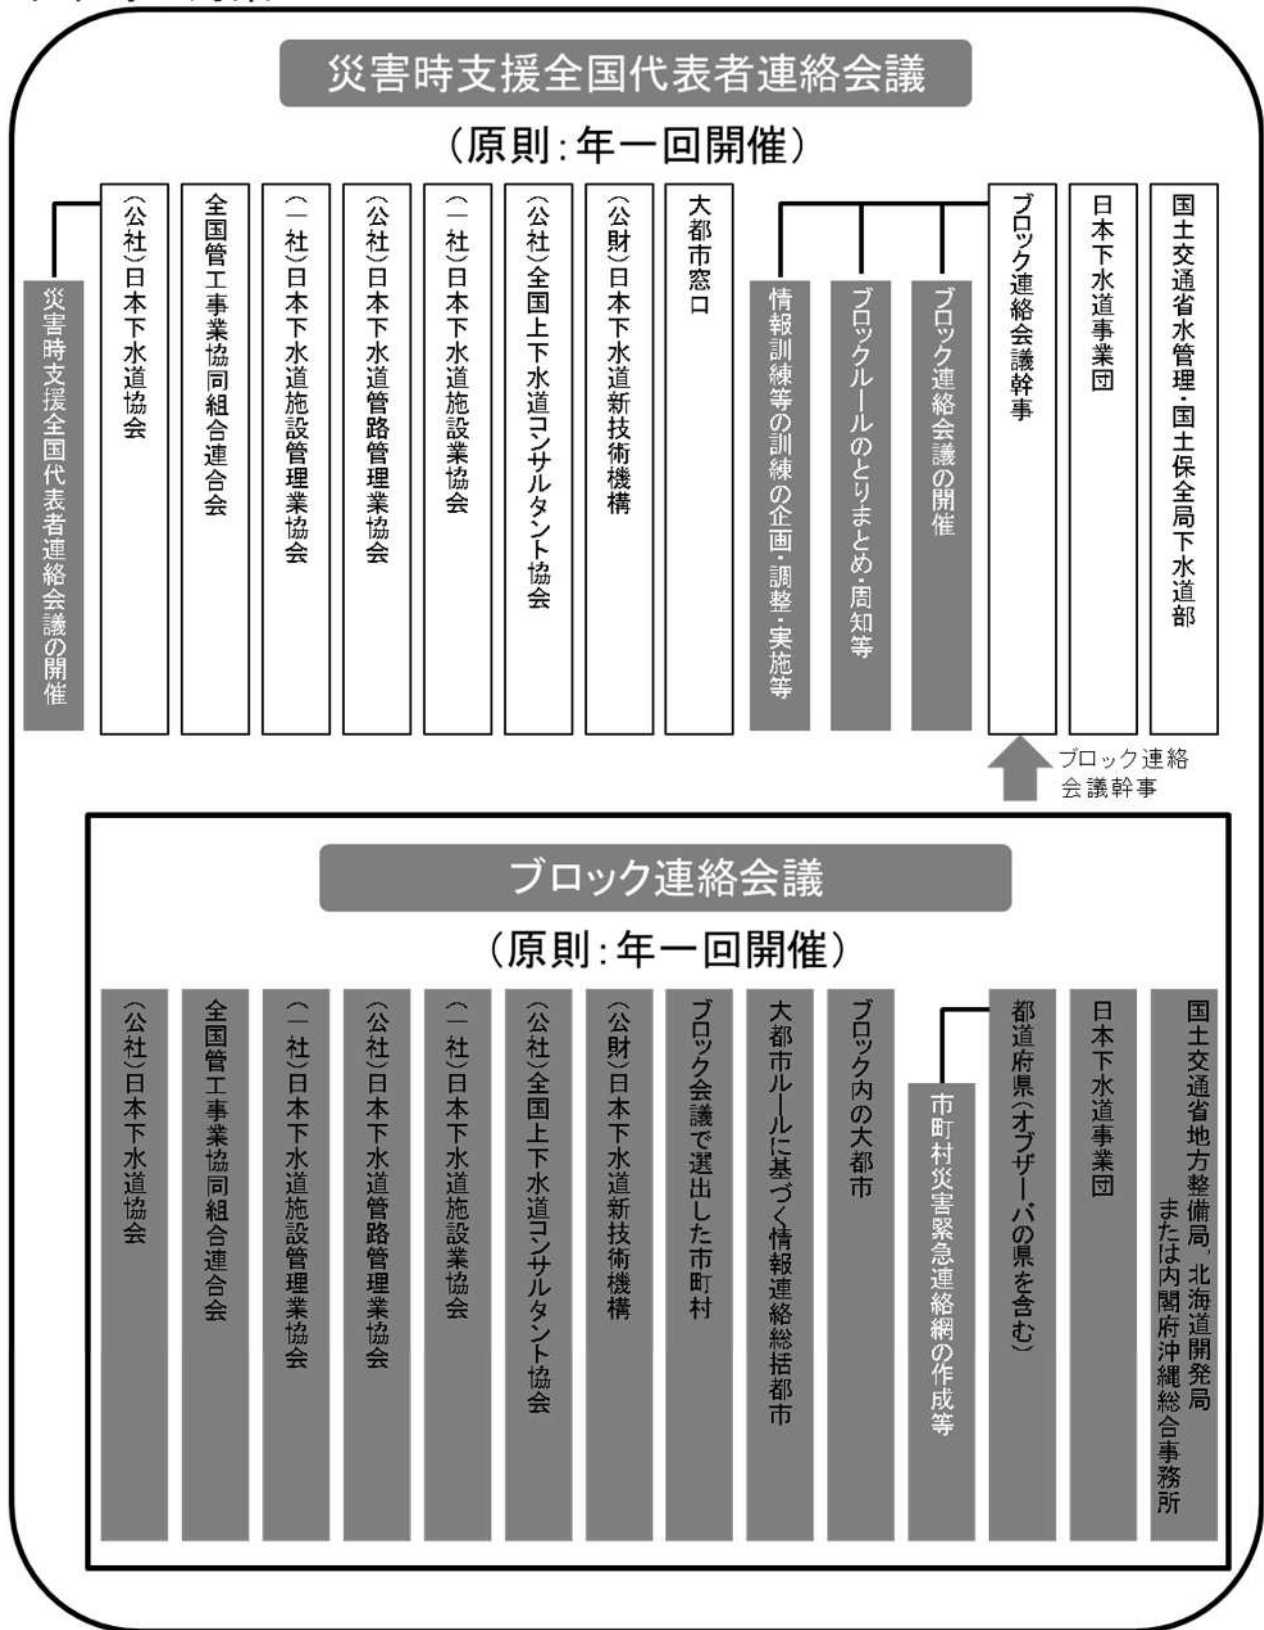 災害時支援全国代表者連絡会議
（原則：年一回開催）
国土交通省水管理・国土保全局下水道部
日本下水道事業団
ブロック連絡会議幹事
ブロック連絡会議の開催
ブロックルールのとりまとめ・周知等
情報訓練等の訓練の企画・調整・実施等
大都市窓口
（公財）日本下水道新技術機構
（公社）全国上下水道コンサルタント協会
（一社）日本下水道施設業協会
（公社）日本下水道管路管理業協会
（一社）日本下水道施設管理業協会
全国管工事業協同組合連合会
（公社）日本下水道協会
災害時支援全国代表者連絡会議の開催
ブロック連絡
会議幹事
ブロック連絡会議
（原則：年一回開催）
国土交通省地方整備局，北海道開発局
または内閣府沖縄総合事務所
日本下水道事業団
都道府県（オブザーバの県を含む）
市町村災害緊急連絡網の作成等
ブロック内の大都市
大都市ルールに基づく情報連絡総括都市
ブロック会議で選出した市町村
（公財）日本下水道新技術機構
（公社）全国上下水道コンサルタント協会
（一社）日本下水道施設業協会
（公社）日本下水道管路管理業協会
（一社）日本下水道施設管理業協会
全国管工事業協同組合連合会
（公社）日本下水道協会